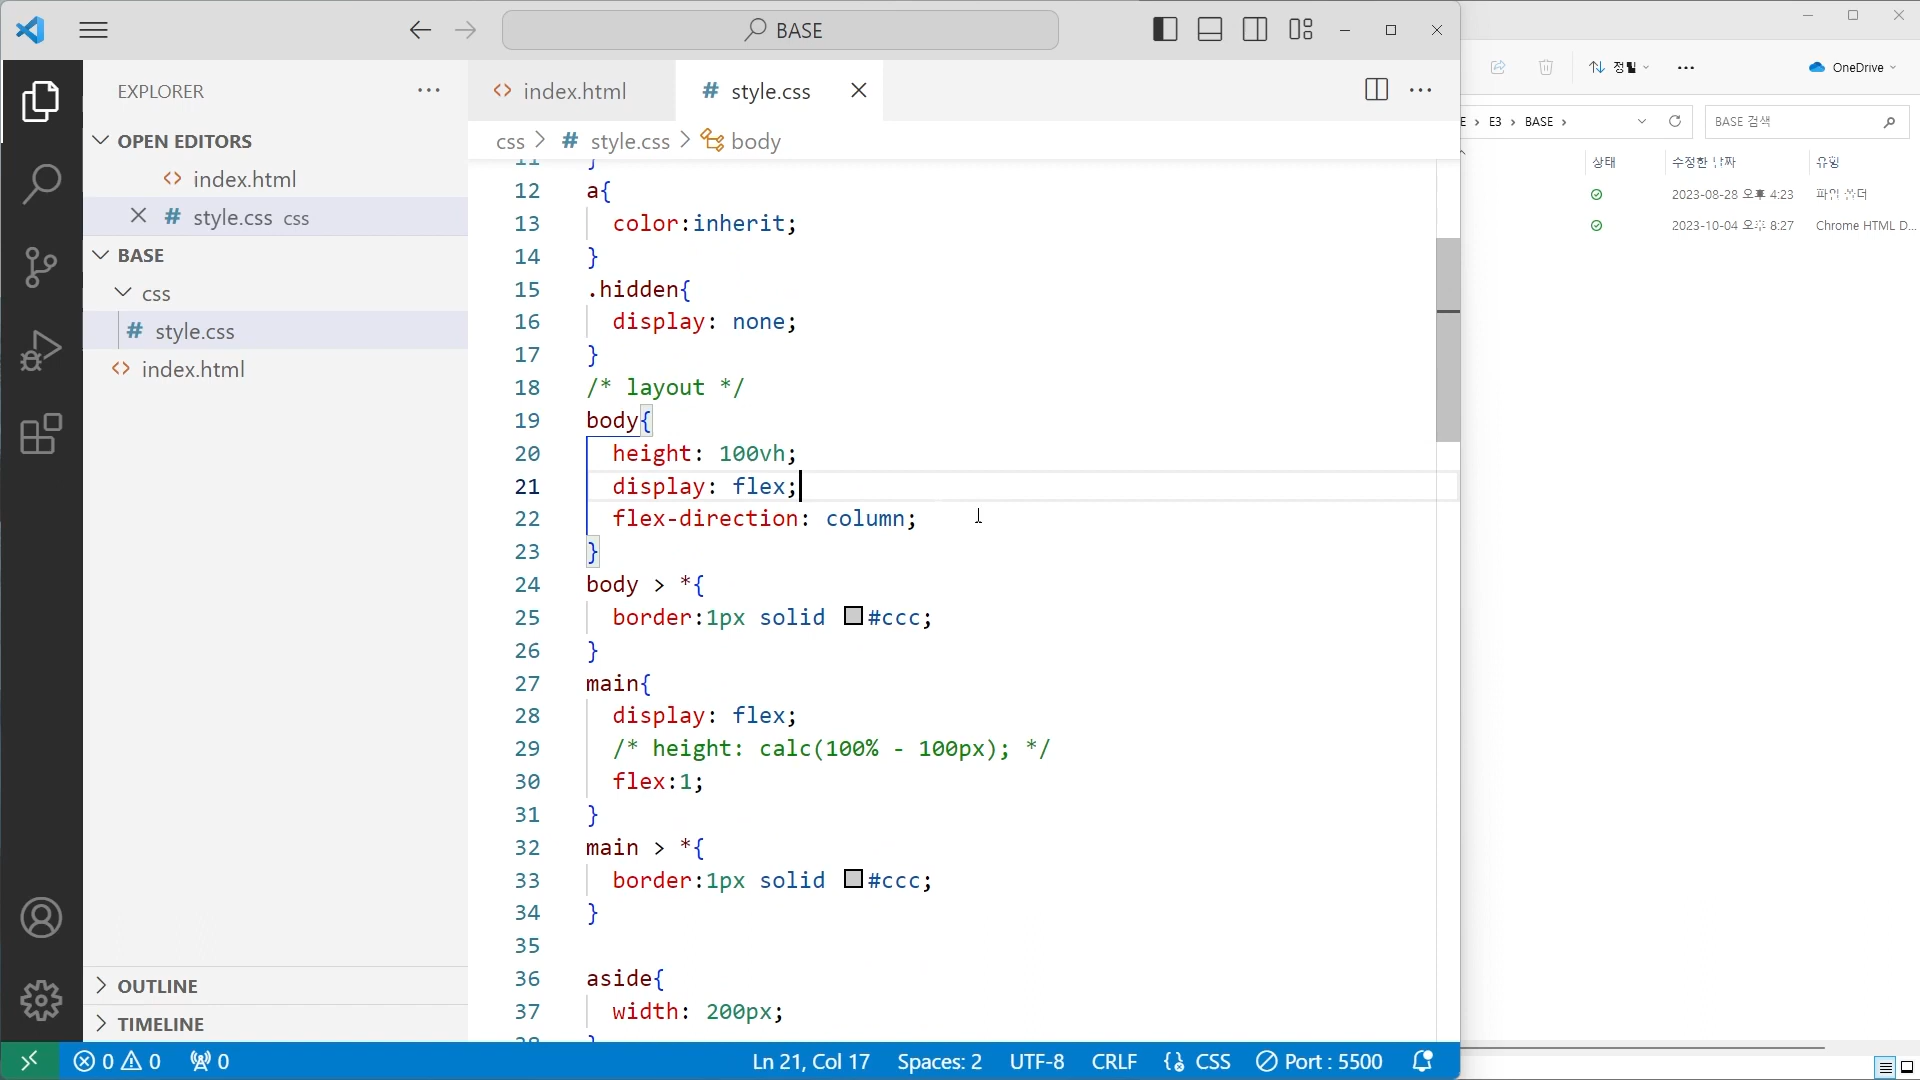 BASE
EXPLORER
OPEN EDITORS
index.html
style.css css
BASE
css
style.css
index.html
OUTLINE
TIMELINE
index.html
style.css
css > style.css > body
11 }
12 a{
13 color:inherit;
14 }
15 .hidden{
16 display: none;
17 }
18 /* layout */
19 body{
20 height: 100vh;
21 display: flex;
22 flex-direction: column;
23 }
24 body > *{
25 border:1px solid #ccc;
26 }
27 main{
28 display: flex;
29 /* height: calc(100% - 100px); */
30 flex:1;
31 }
32 main > *{
33 border:1px solid #ccc;
34 }
35
36 aside{
37 width: 200px;
38 }
0 0 0
Ln 21, Col 17 Spaces: 2 UTF-8 CRLF CSS Port : 5500
OneDrive
E3 > BASE >
BASE 검색
상태 수정한 날짜 유형
2023-08-28 오후 4:23 파일 폴더
2023-10-04 오후 8:27 Chrome HTML D...